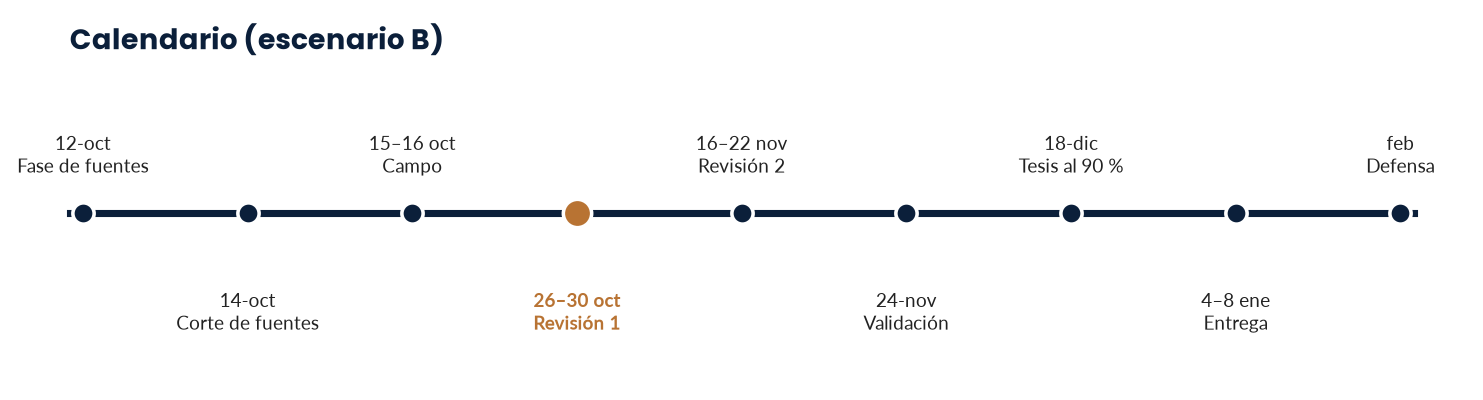 Calendario (escenario B)
12-oct
Fase de fuentes
14-oct
Corte de fuentes
15–16 oct
Campo
26–30 oct
Revisión 1
16–22 nov
Revisión 2
24-nov
Validación
18-dic
Tesis al 90 %
4–8 ene
Entrega
feb
Defensa